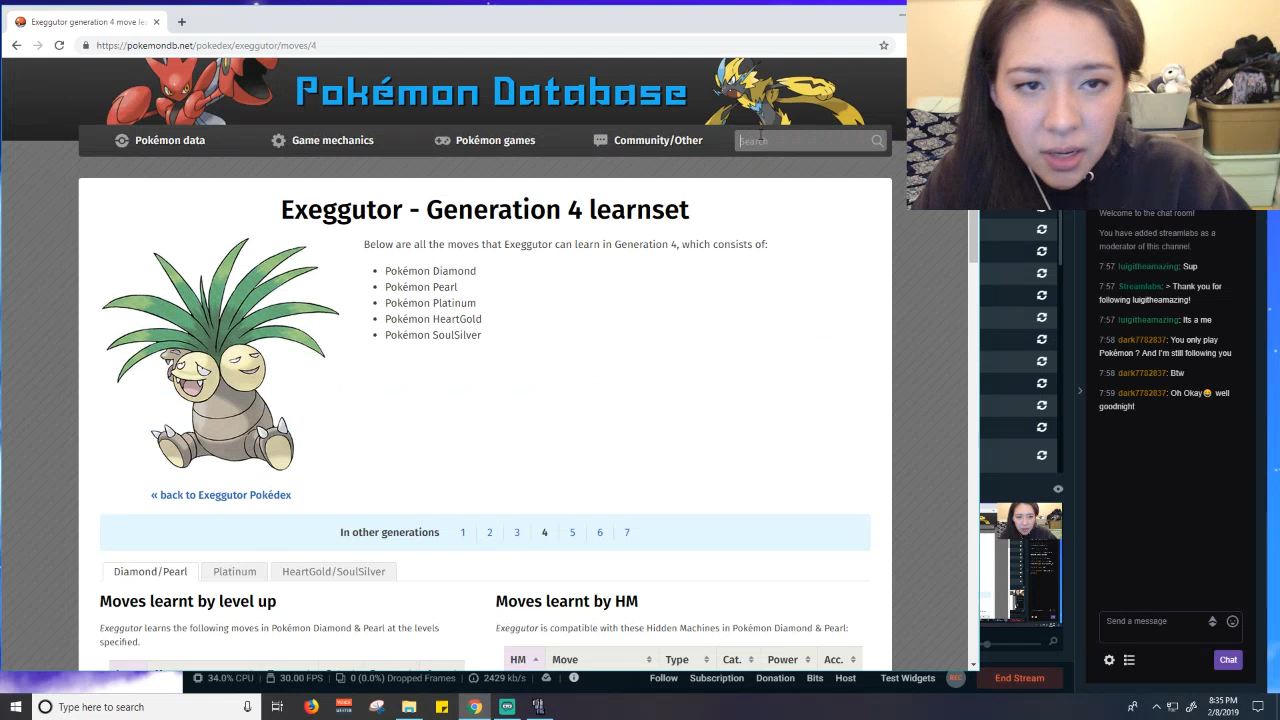 Exeggutor generation 4 move le
https://pokemondb.net/pokedex/exeggutor/moves/4
Pokémon Database
Pokémon data
Game mechanics
Pokémon games
Community/Other
Search
Exeggutor - Generation 4 learnset
Below are all the moves that Exeggutor can learn in Generation 4, which consists of:
• Pokémon Diamond
• Pokémon Pearl
• Pokémon Platinum
• Pokémon HeartGold
• Pokémon SoulSilver
« back to Exeggutor Pokédex
In other generations 1 2 3 4 5 6 7
Diamond/Pearl Platinum HeartGold/SoulSilver
Moves learnt by level up
Exeggutor learns the following moves in Pokémon Diamond & Pearl at the levels
specified.
Moves learnt by HM
Exeggutor is compatible with these Hidden Machines in Pokémon Diamond & Pearl:
HM Move Type Cat. Power Acc.
Welcome to the chat room!
You have added streamlabs as a
moderator of this channel.
7:57 luigitheamazing: Sup
7:57 Streamlabs: > Thank you for
following luigitheamazing!
7:57 luigitheamazing: Its a me
7:58 dark7782837: You only play
Pokémon ? And I'm still following you
7:58 dark7782837: Btw
7:59 dark7782837: Oh Okay😄 well
goodnight
Send a message
Chat
34.0% CPU 30.00 FPS 0 (0.0%) Dropped Frames 2429 kb/s
Follow Subscription Donation Bits Host
Test Widgets REC End Stream
Type here to search
8:35 PM
2/8/2019